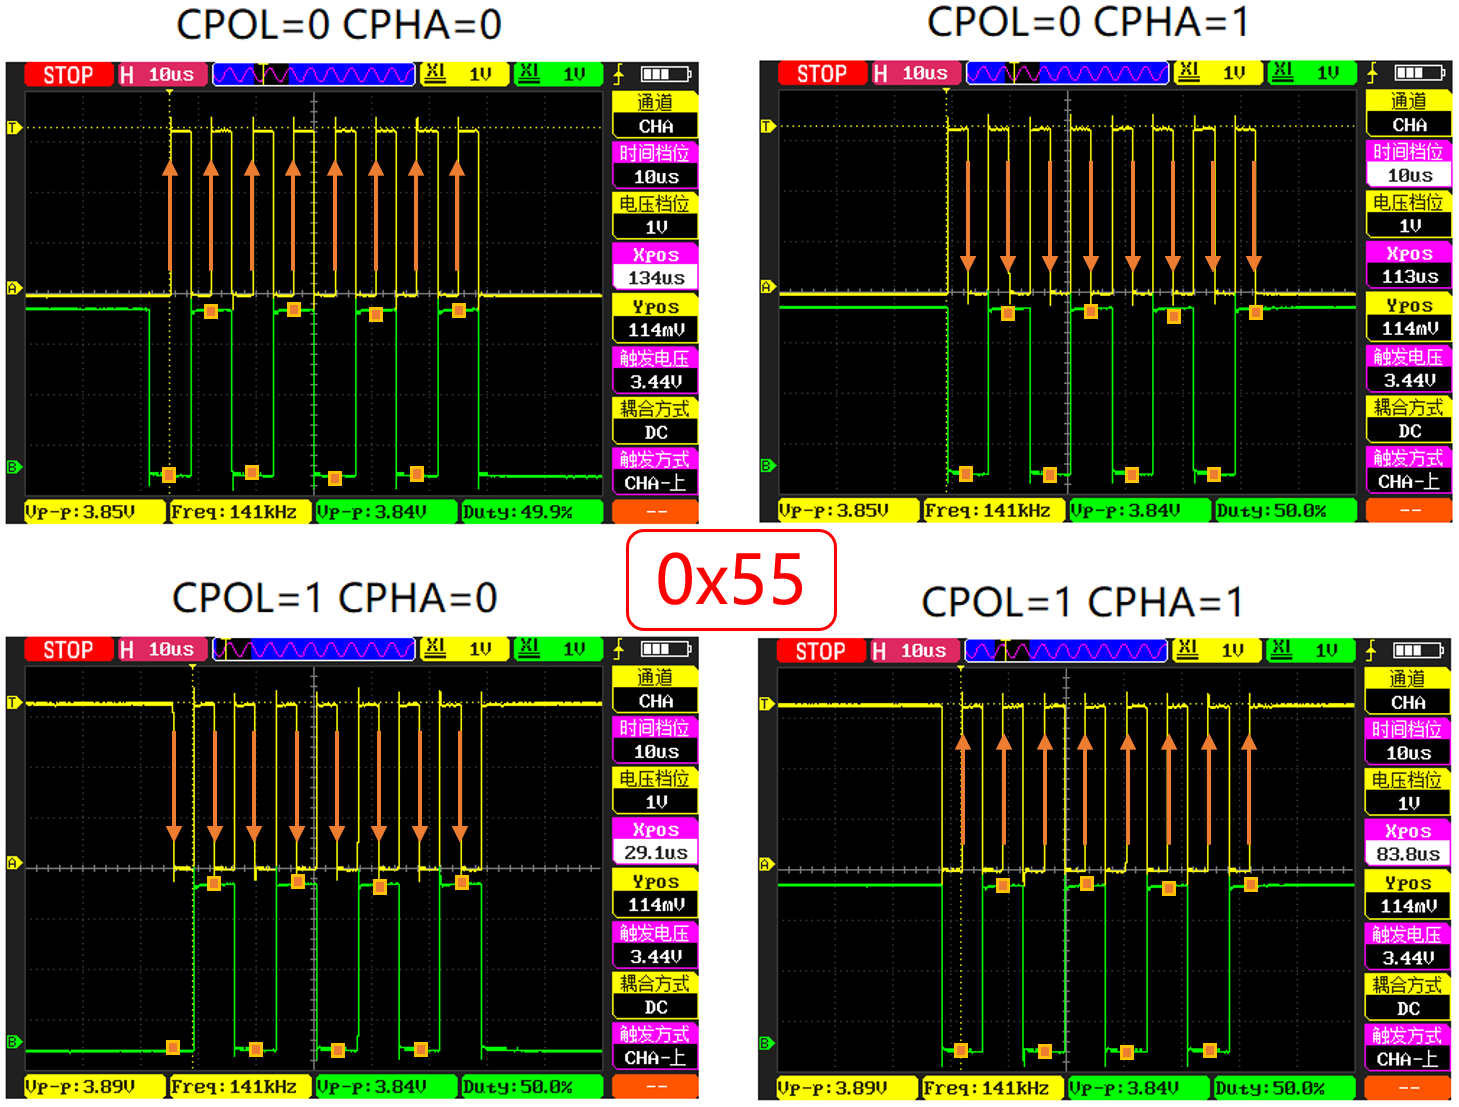 CPOL=0 CPHA=0
STOP H 10us X1 1V X1 1V
T
A
B
通道
CHA
时间档位
10us
电压档位
1V
Xpos
134us
Ypos
114mV
触发电压
3.44V
耦合方式
DC
触发方式
CHA-上
Vp-p:3.85V Freq:141kHz Vp-p:3.84V Duty:49.9% --
CPOL=0 CPHA=1
STOP H 10us X1 1V X1 1V
T
A
B
通道
CHA
时间档位
10us
电压档位
1V
Xpos
113us
Ypos
114mV
触发电压
3.44V
耦合方式
DC
触发方式
CHA-上
Vp-p:3.85V Freq:141kHz Vp-p:3.84V Duty:50.0% --
0x55
CPOL=1 CPHA=0
STOP H 10us X1 1V X1 1V
T
A
B
通道
CHA
时间档位
10us
电压档位
1V
Xpos
29.1us
Ypos
114mV
触发电压
3.44V
耦合方式
DC
触发方式
CHA-上
Vp-p:3.89V Freq:141kHz Vp-p:3.84V Duty:50.0% --
CPOL=1 CPHA=1
STOP H 10us X1 1V X1 1V
T
A
B
通道
CHA
时间档位
10us
电压档位
1V
Xpos
83.8us
Ypos
114mV
触发电压
3.44V
耦合方式
DC
触发方式
CHA-上
Vp-p:3.89V Freq:141kHz Vp-p:3.84V Duty:50.0% --